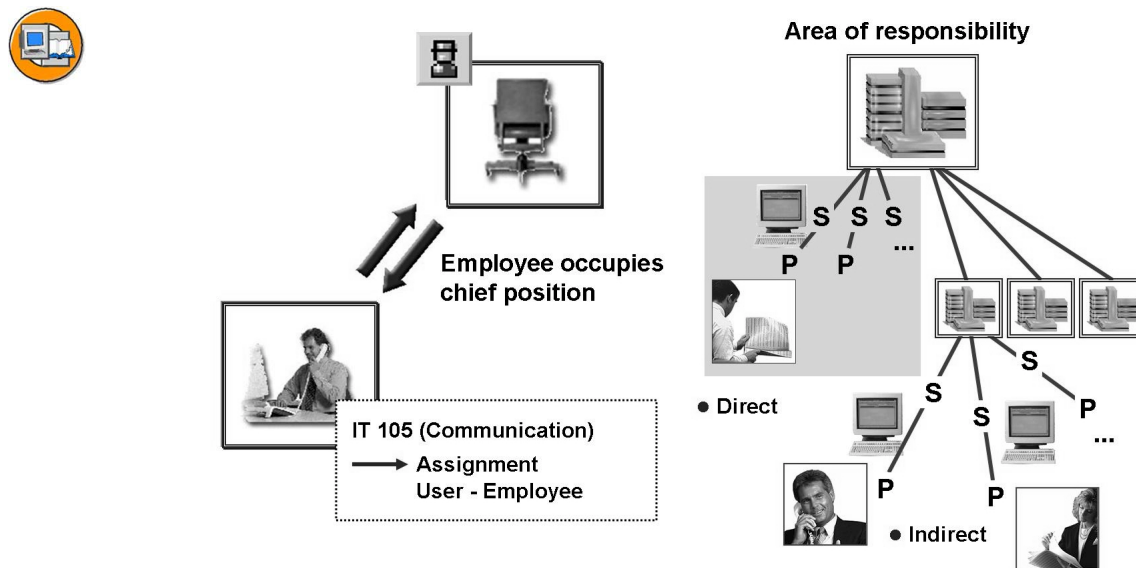 Area of responsibility
S S S
...
P P
Employee occupies
chief position
S
S
S
P
...
P
P
● Direct
● Indirect
IT 105 (Communication)
Assignment
User - Employee